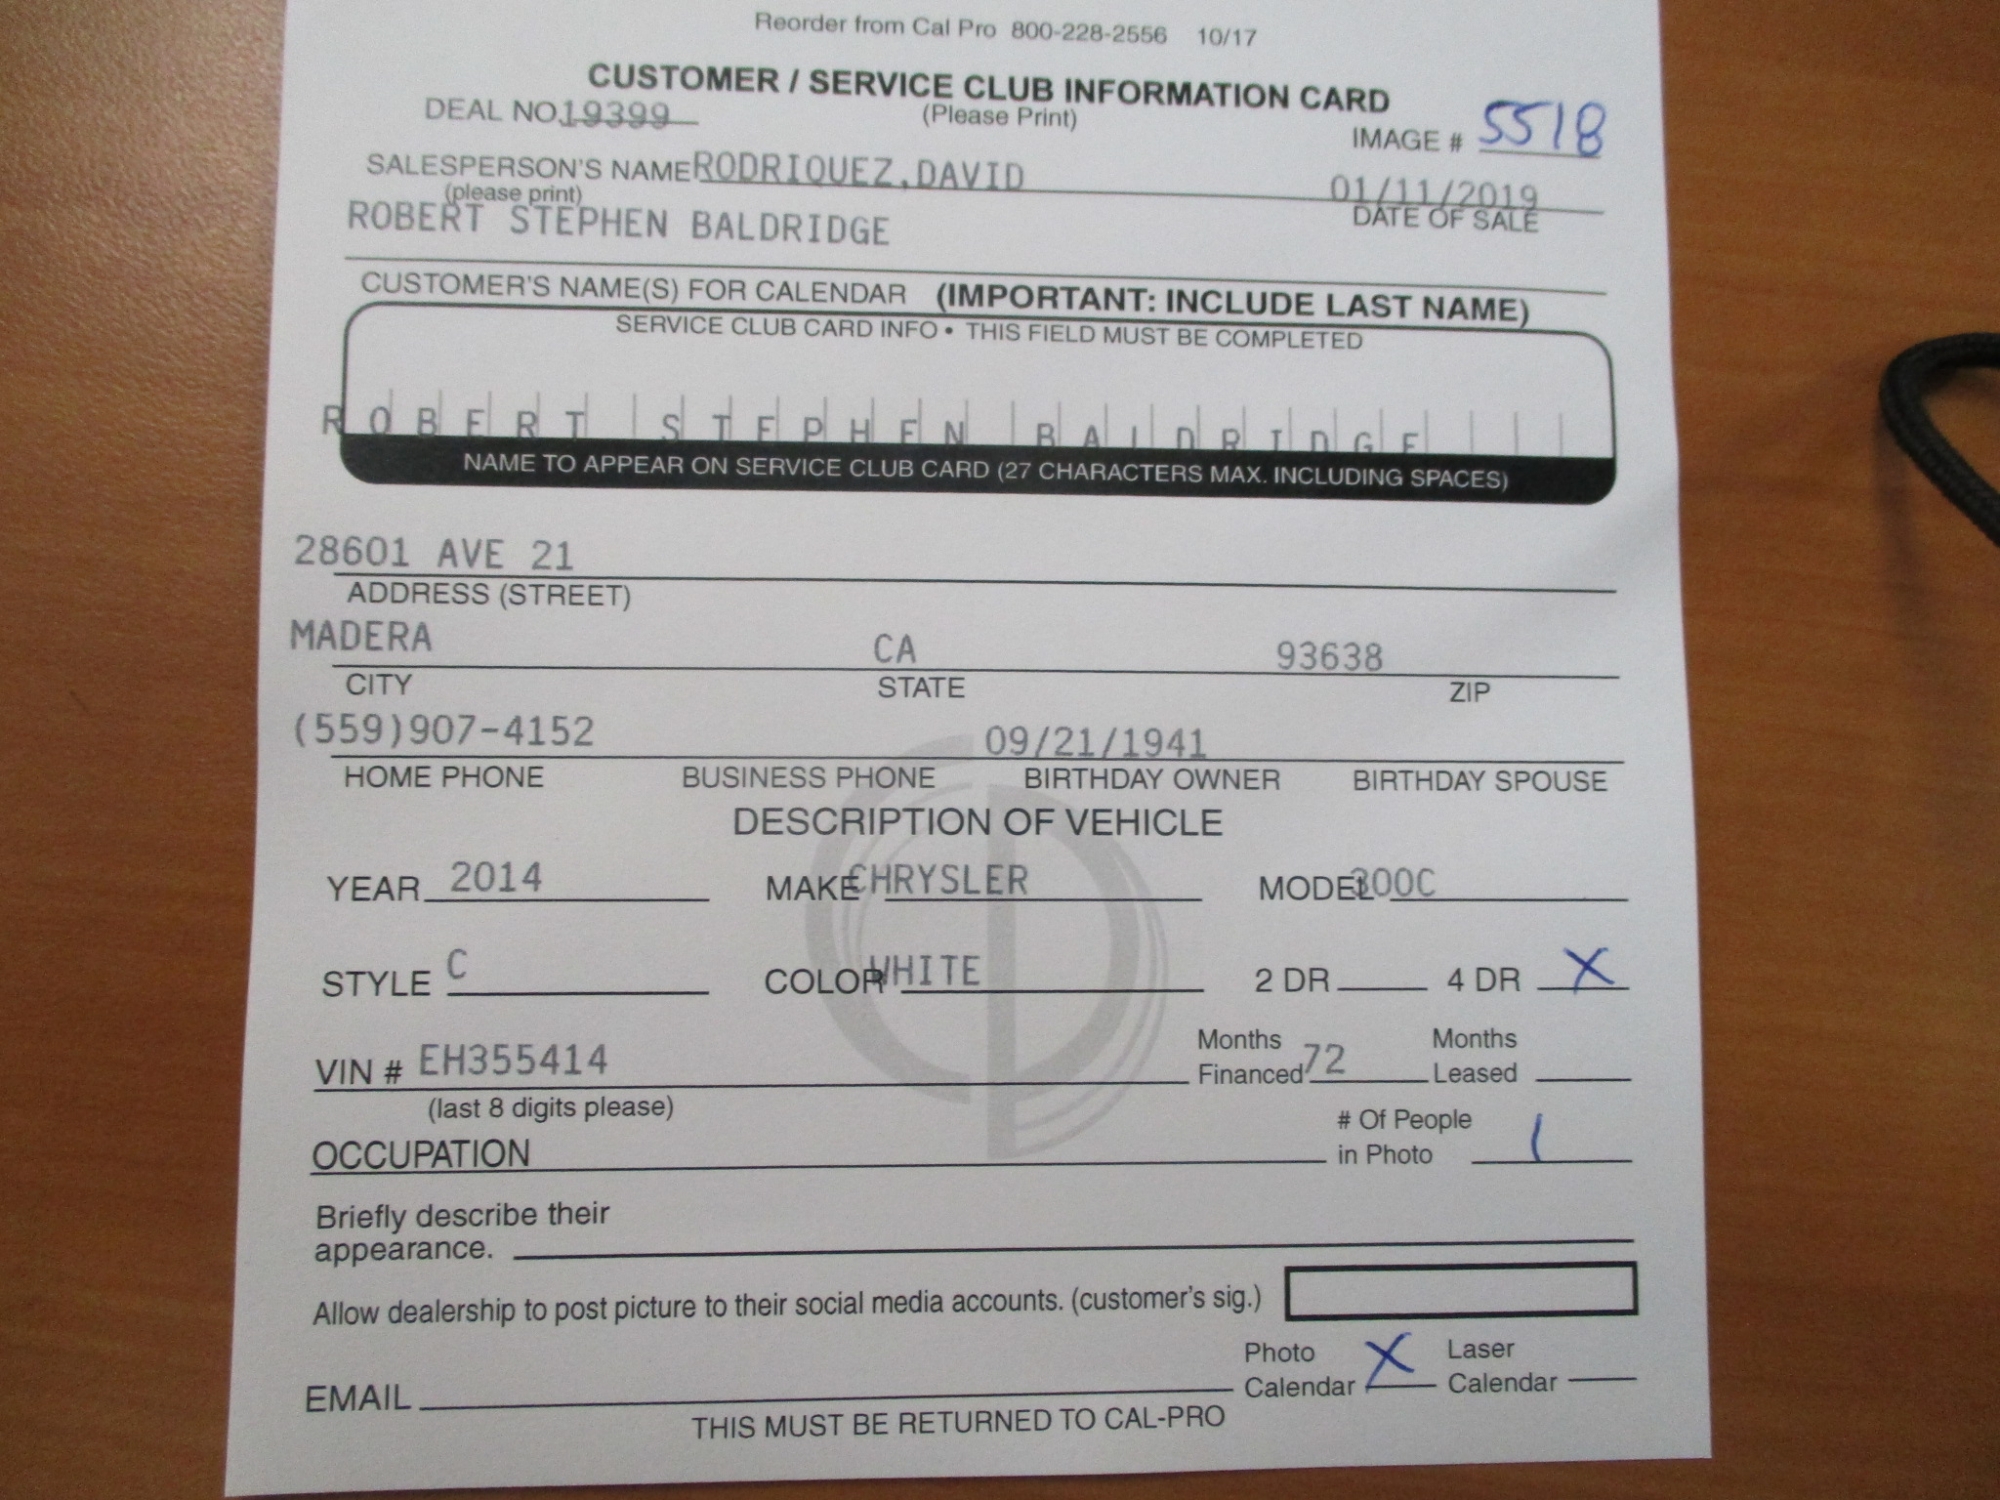 Reorder from Cal Pro 800-228-2556 10/17
CUSTOMER / SERVICE CLUB INFORMATION CARD
DEAL NO. 19399 (Please Print) IMAGE # 5518
SALESPERSON'S NAME RODRIQUEZ,DAVID 01/11/2019
(please print) DATE OF SALE
ROBERT STEPHEN BALDRIDGE
CUSTOMER'S NAME(S) FOR CALENDAR (IMPORTANT: INCLUDE LAST NAME)
SERVICE CLUB CARD INFO • THIS FIELD MUST BE COMPLETED
R O B E R T S T E P H E N B A L D R I D G E
NAME TO APPEAR ON SERVICE CLUB CARD (27 CHARACTERS MAX. INCLUDING SPACES)
28601 AVE 21
ADDRESS (STREET)
MADERA CA 93638
CITY STATE ZIP
(559)907-4152 09/21/1941
HOME PHONE BUSINESS PHONE BIRTHDAY OWNER BIRTHDAY SPOUSE
DESCRIPTION OF VEHICLE
YEAR 2014 MAKE CHRYSLER MODEL 300C
STYLE C COLOR WHITE 2 DR 4 DR X
VIN # EH355414 Months Financed 72 Months Leased
(last 8 digits please)
OCCUPATION # Of People in Photo 1
Briefly describe their
appearance.
Allow dealership to post picture to their social media accounts. (customer's sig.)
EMAIL Photo Calendar X Laser Calendar
THIS MUST BE RETURNED TO CAL-PRO